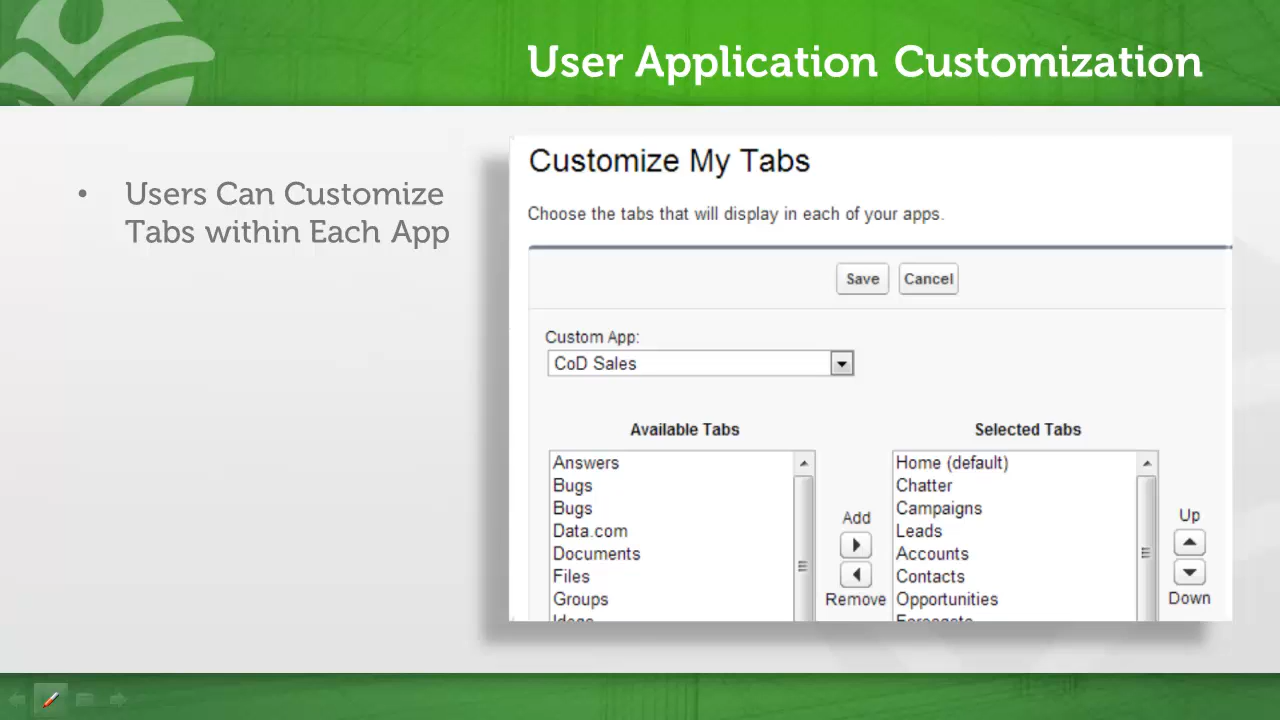 User Application Customization
• Users Can Customize
Tabs within Each App
Customize My Tabs
Choose the tabs that will display in each of your apps.
Save Cancel
Custom App:
CoD Sales
Available Tabs
Answers
Bugs
Bugs
Data.com
Documents
Files
Groups
Ideas
Add
Remove
Selected Tabs
Home (default)
Chatter
Campaigns
Leads
Accounts
Contacts
Opportunities
Forecasts
Up
Down